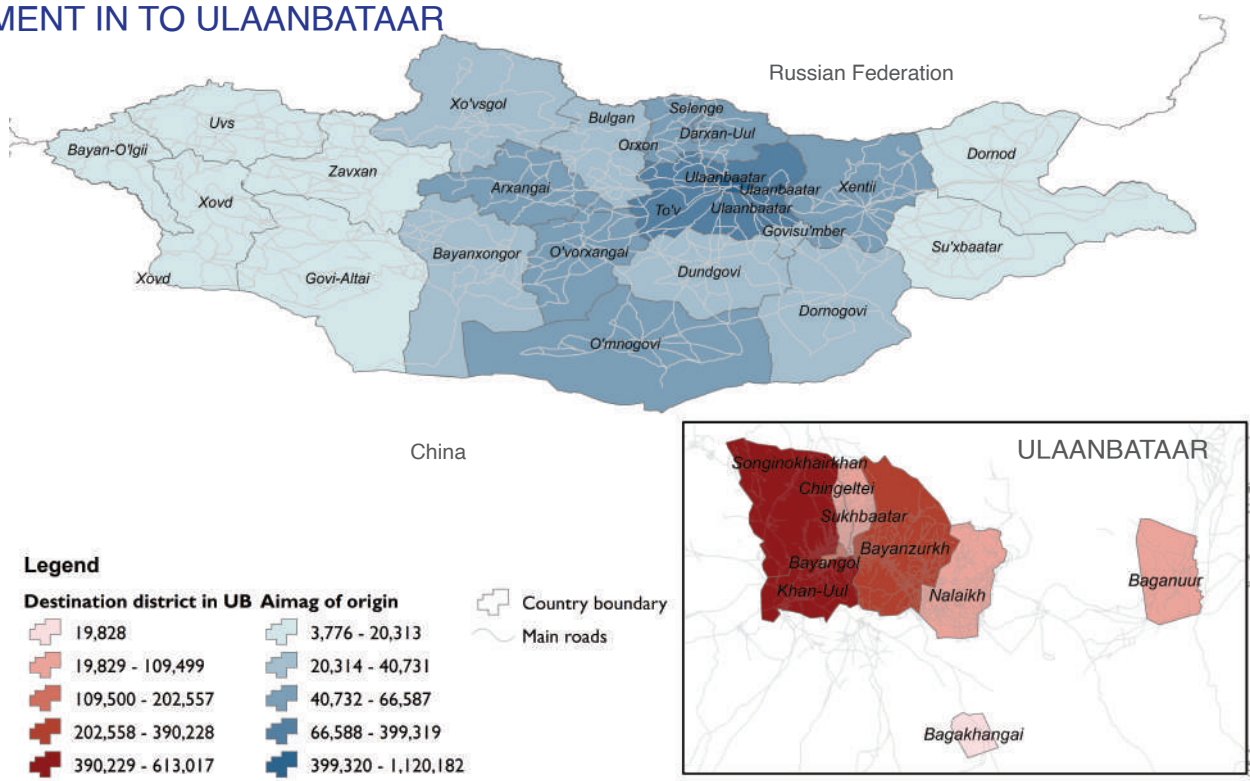 MENT IN TO ULAANBATAAR
Russian Federation
Xo'vsgol
Selenge
Bulgan
Uvs
Darxan-Uul
Orxon
Bayan-O'lgii
Dornod
Zavxan
Ulaanbaatar
Arxangai
Ulaanbaatar
Xentii
Xovd
To'v
Ulaanbaatar
Govisu'mber
Su'xbaatar
Bayanxongor
O'vorxangai
Dundgovi
Xovd
Govi-Altai
Dornogovi
O'mnogovi
China
ULAANBATAAR
Songinokhairkhan
Chingeltei
Sukhbaatar
Bayanzurkh
Bayangol
Khan-Uul
Nalaikh
Baganuur
Bagakhangai
Legend
Destination district in UB
19,828
19,829 - 109,499
109,500 - 202,557
202,558 - 390,228
390,229 - 613,017
Aimag of origin
3,776 - 20,313
20,314 - 40,731
40,732 - 66,587
66,588 - 399,319
399,320 - 1,120,182
Country boundary
Main roads